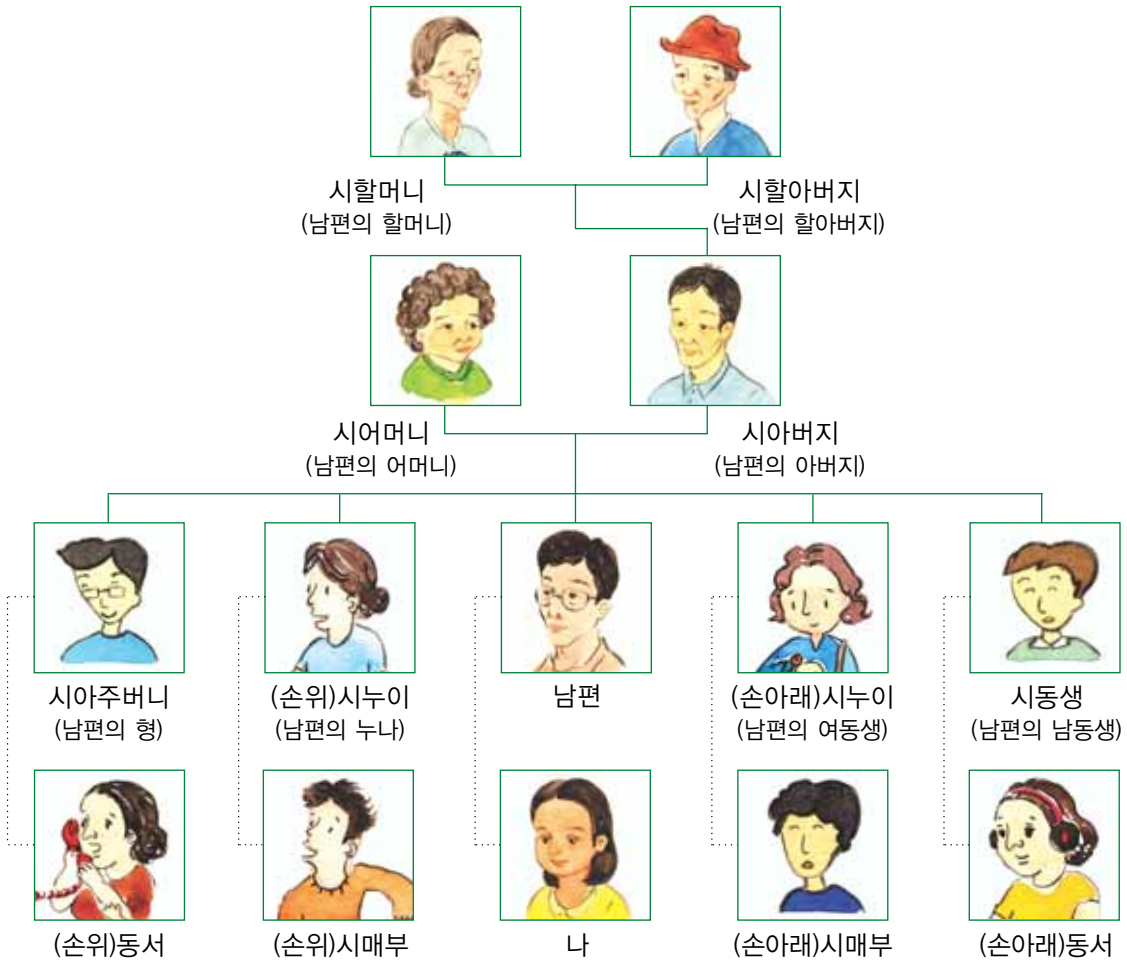 시할머니 시할아버지
(남편의 할머니) (남편의 할아버지)
시어머니 시아버지
(남편의 어머니) (남편의 아버지)
시아주버니 (손위)시누이 남편 (손아래)시누이 시동생
(남편의 형) (남편의 누나) (남편의 여동생) (남편의 남동생)
(손위)동서 (손위)시매부 나 (손아래)시매부 (손아래)동서